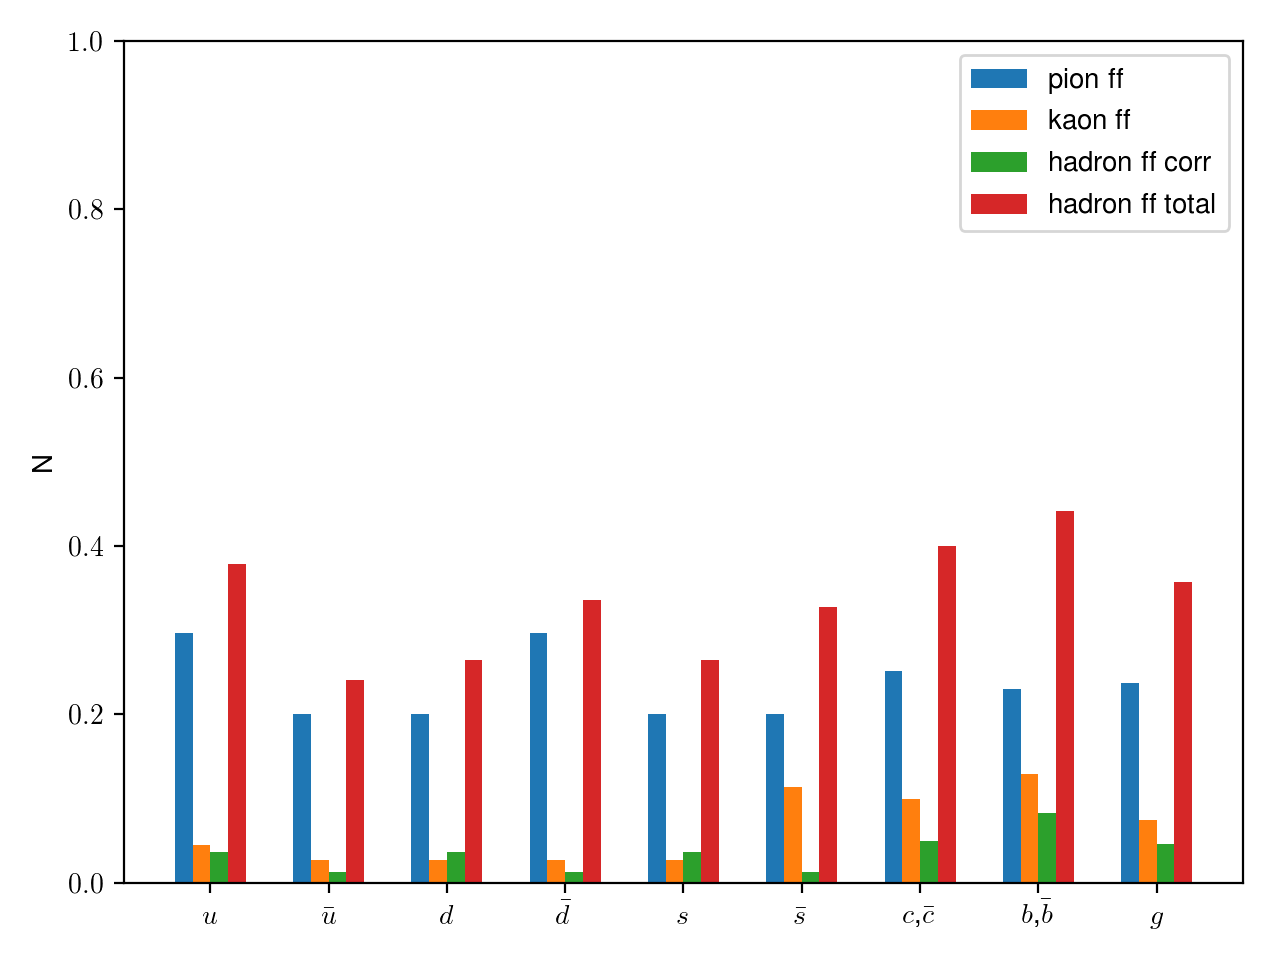 1.0
0.8
0.6
0.4
0.2
0.0
N
pion ff
kaon ff
hadron ff corr
hadron ff total
u ū d d̄ s s̄ c,c̄ b,b̄ g